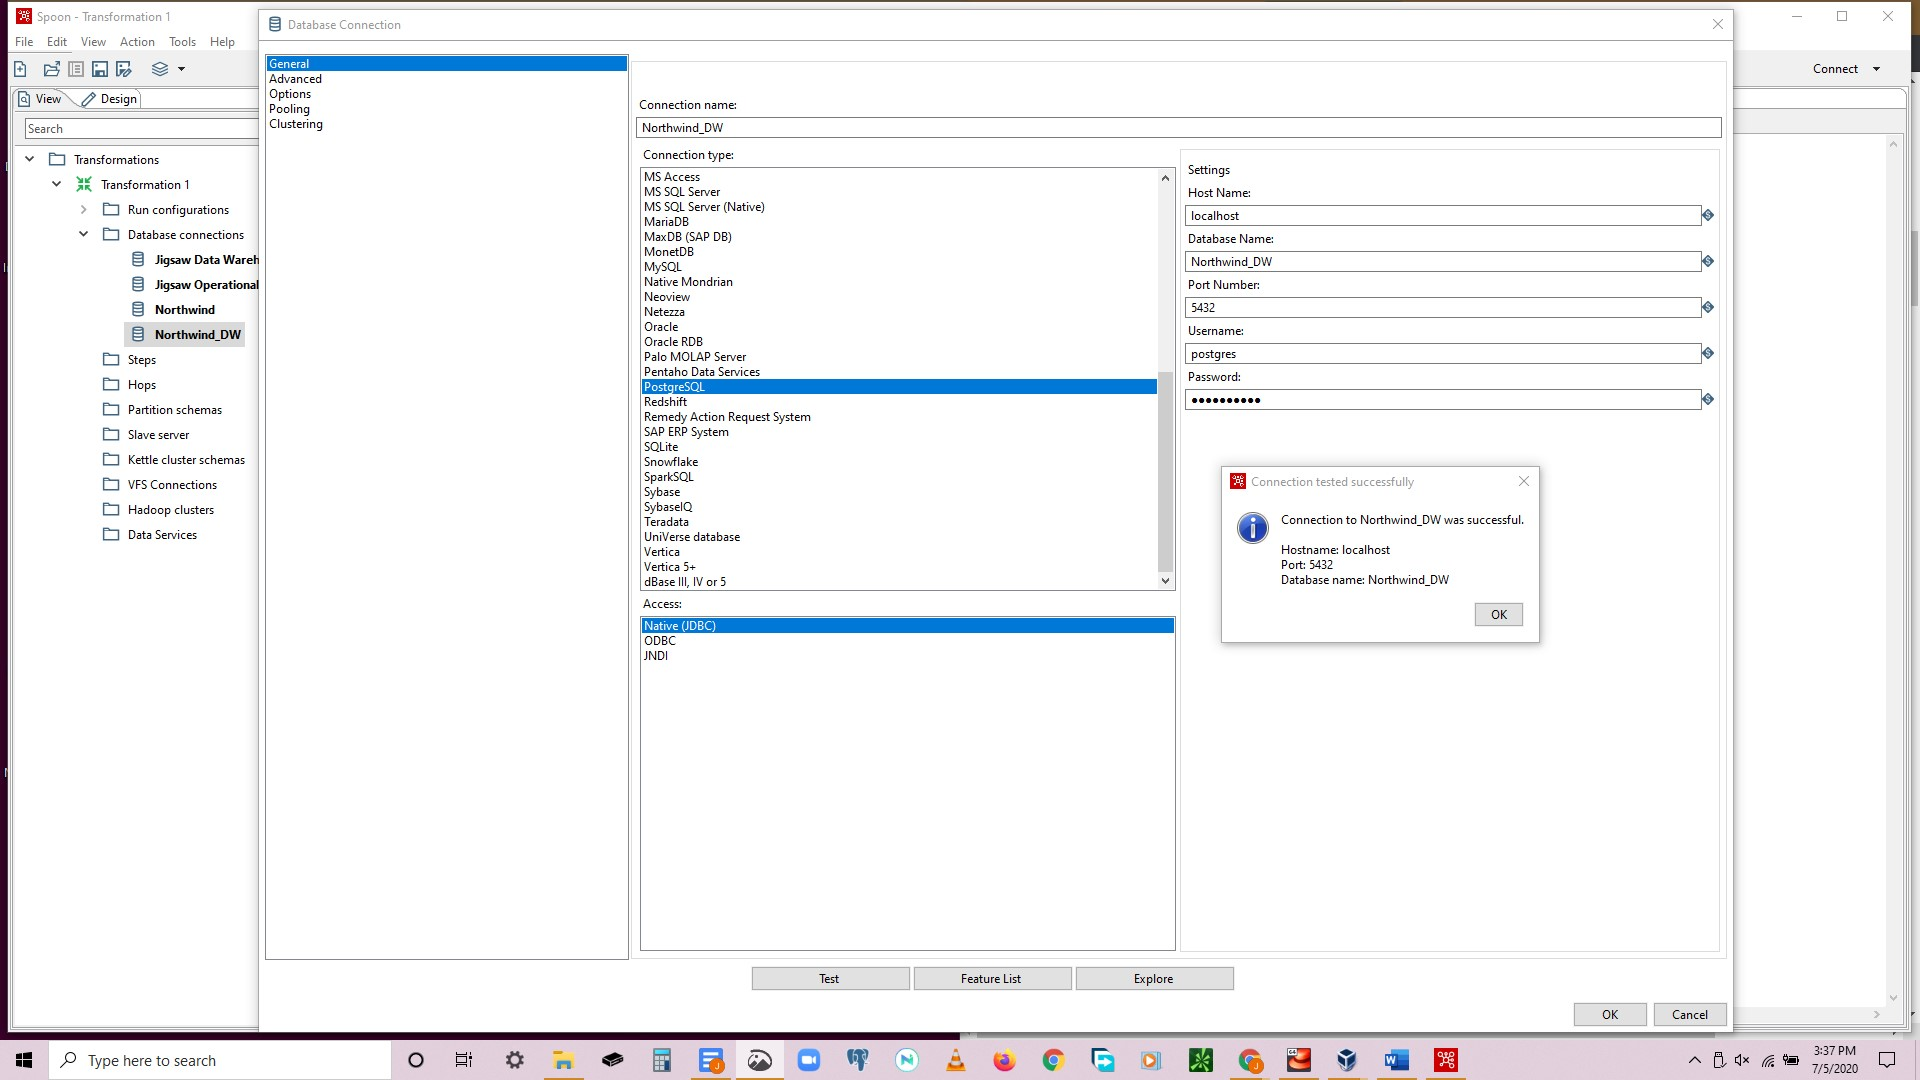 Spoon - Transformation 1
File Edit View Action Tools Help
Connect
View Design
Search
Transformations
Transformation 1
Run configurations
Database connections
Jigsaw Data Wareh
Jigsaw Operational
Northwind
Northwind_DW
Steps
Hops
Partition schemas
Slave server
Kettle cluster schemas
VFS Connections
Hadoop clusters
Data Services
Database Connection
General
Advanced
Options
Pooling
Clustering
Connection name:
Northwind_DW
Connection type:
MS Access
MS SQL Server
MS SQL Server (Native)
MariaDB
MaxDB (SAP DB)
MonetDB
MySQL
Native Mondrian
Neoview
Netezza
Oracle
Oracle RDB
Palo MOLAP Server
Pentaho Data Services
PostgreSQL
Redshift
Remedy Action Request System
SAP ERP System
SQLite
Snowflake
SparkSQL
Sybase
SybaseIQ
Teradata
UniVerse database
Vertica
Vertica 5+
dBase III, IV or 5
Access:
Native (JDBC)
ODBC
JNDI
Settings
Host Name:
localhost
Database Name:
Northwind_DW
Port Number:
5432
Username:
postgres
Password:
●●●●●●●●●●
Connection tested successfully
Connection to Northwind_DW was successful.
Hostname: localhost
Port: 5432
Database name: Northwind_DW
OK
Test Feature List Explore
OK Cancel
Type here to search
3:37 PM
7/5/2020